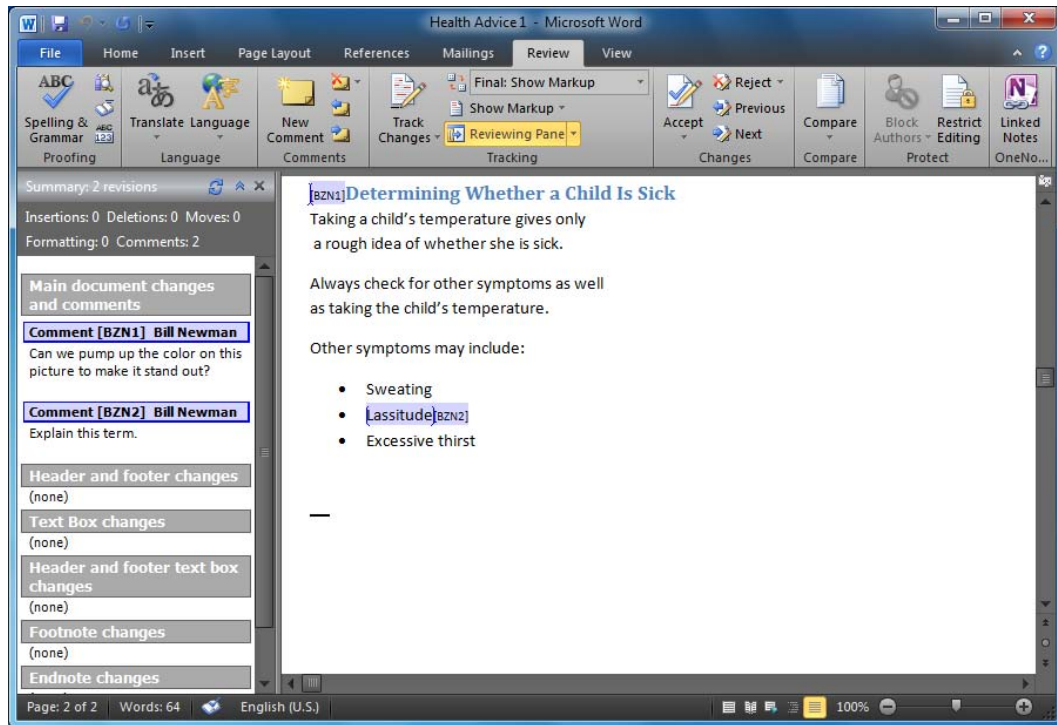 Health Advice1 - Microsoft Word
File Home Insert Page Layout References Mailings Review View
ABC
Spelling & Grammar
ABC
123
Translate
Language
New Comment
Track Changes
Final: Show Markup
Show Markup
Reviewing Pane
Accept
Reject
Previous
Next
Compare
Block Authors
Restrict Editing
Linked Notes
Proofing Language Comments Tracking Changes Compare Protect OneNo...
Summary: 2 revisions
Insertions: 0 Deletions: 0 Moves: 0
Formatting: 0 Comments: 2
Main document changes
and comments
Comment [BZN1] Bill Newman
Can we pump up the color on this
picture to make it stand out?
Comment [BZN2] Bill Newman
Explain this term.
Header and footer changes
(none)
Text Box changes
(none)
Header and footer text box
changes
(none)
Footnote changes
(none)
Endnote changes
[BZN1]Determining Whether a Child Is Sick
Taking a child's temperature gives only
a rough idea of whether she is sick.
Always check for other symptoms as well
as taking the child's temperature.
Other symptoms may include:
• Sweating
• Lassitude[BZN2]
• Excessive thirst
Page: 2 of 2 Words: 64 English (U.S.) 100%